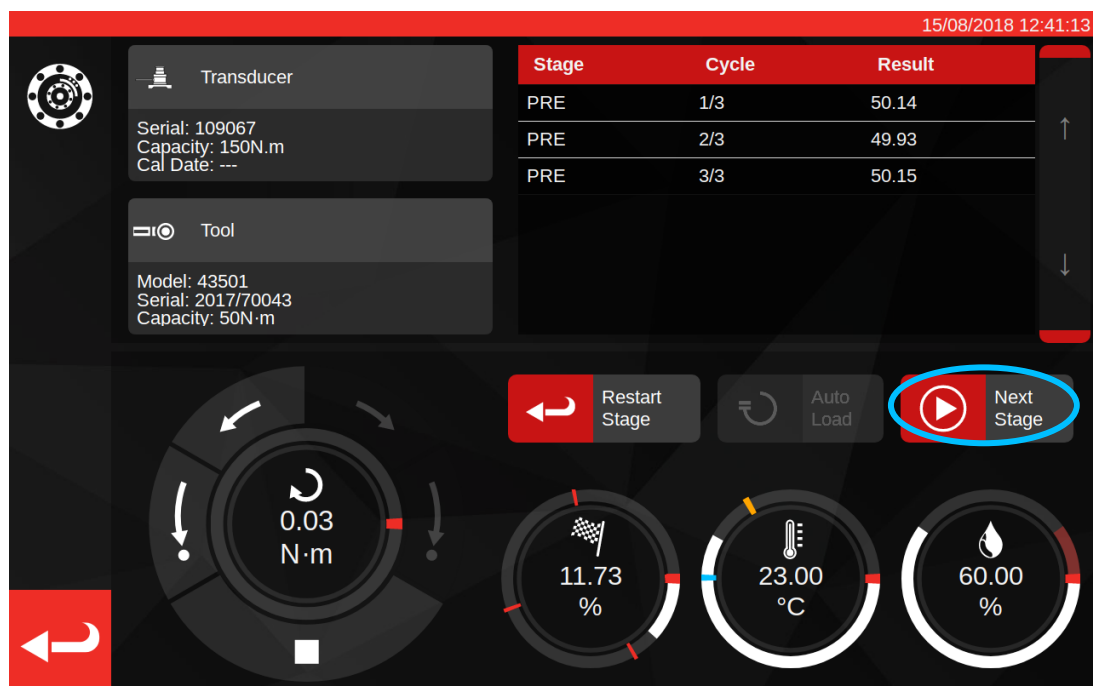 15/08/2018 12:41:13
Transducer
Serial: 109067
Capacity: 150N.m
Cal Date: ---
Tool
Model: 43501
Serial: 2017/70043
Capacity: 50N·m
Stage Cycle Result
PRE 1/3 50.14
PRE 2/3 49.93
PRE 3/3 50.15
Restart
Stage
Auto
Load
Next
Stage
0.03
N·m
11.73
%
23.00
°C
60.00
%